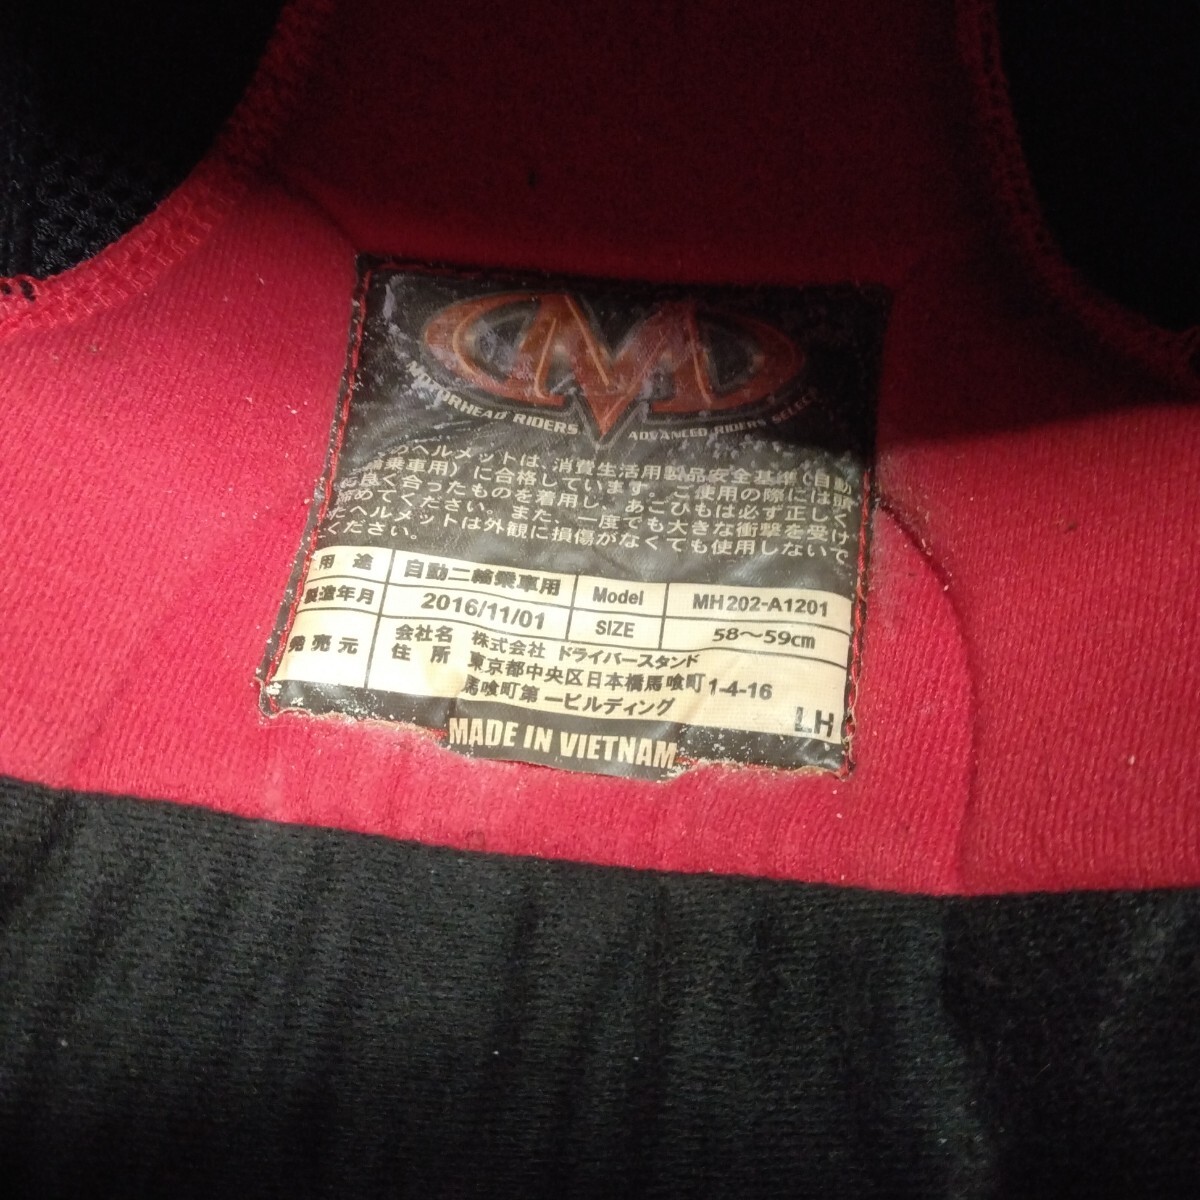 MOTORHEAD RIDERS ADVANCED RIDERS SELECT
のヘルメットは、消費生活用製品安全基準(自動
輪乗車用)に合格しています。ご使用の際には頭
良く合ったものを着用し、あごひもは必ず正しく
締めてください。また、一度でも大きな衝撃を受け
たヘルメットは外観に損傷がなくても使用しないで
ください。
用途 自動二輪乗車用 Model MH202-A1201
製造年月 2016/11/01 SIZE 58～59cm
発売元 会社名 株式会社 ドライバースタンド
住所 東京都中央区日本橋馬喰町1-4-16
馬喰町第一ビルディング
LH
MADE IN VIETNAM